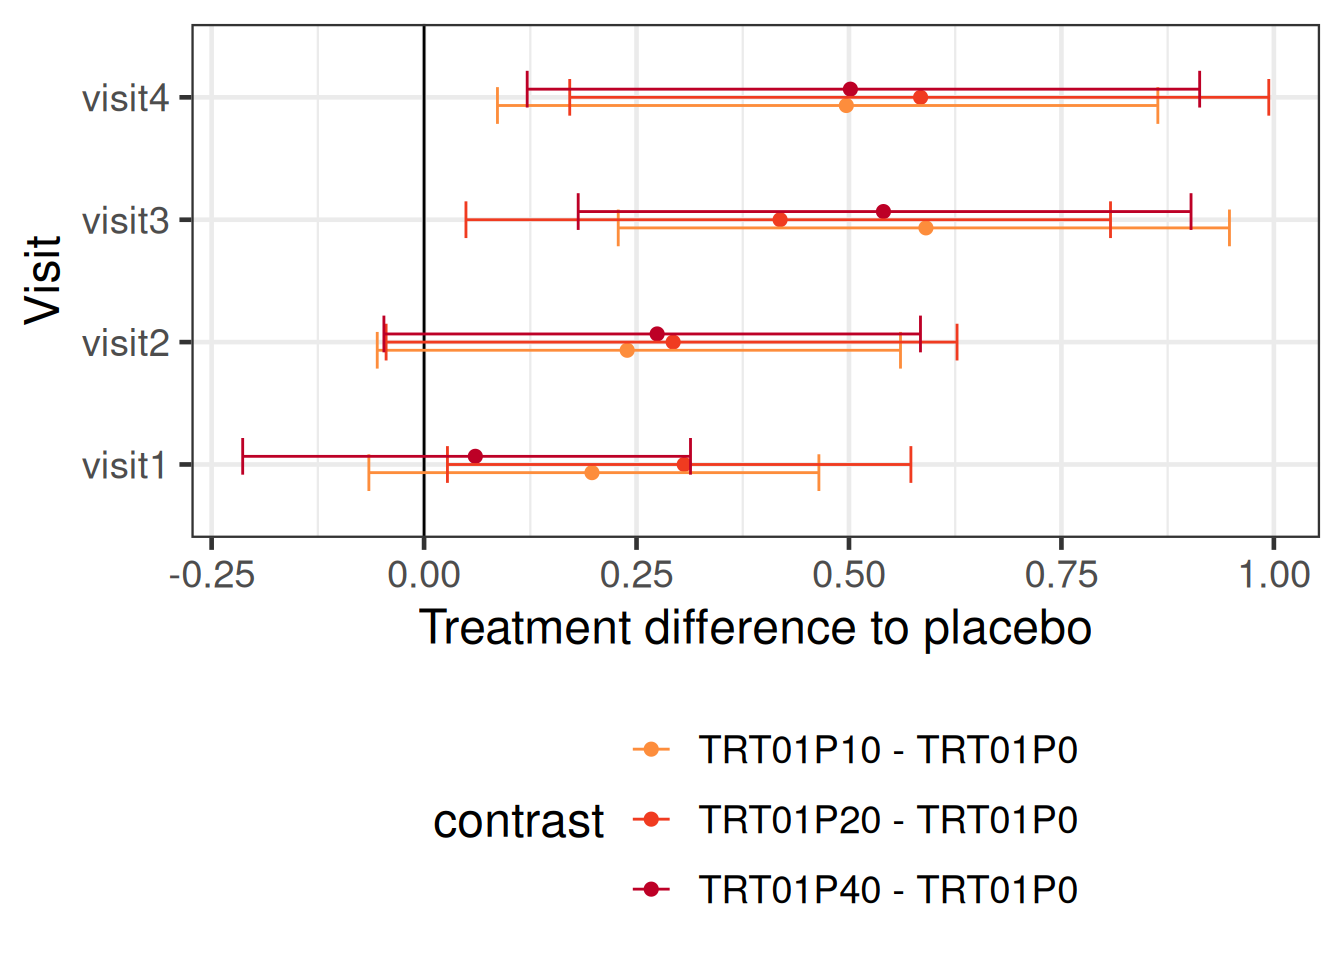 Visit
visit4
visit3
visit2
visit1
-0.25 0.00 0.25 0.50 0.75 1.00
Treatment difference to placebo
contrast
TRT01P10 - TRT01P0
TRT01P20 - TRT01P0
TRT01P40 - TRT01P0